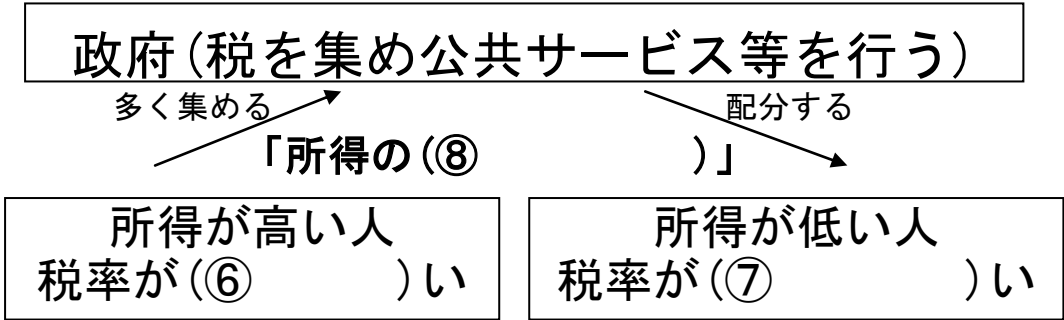 政府(税を集め公共サービス等を行う)
多く集める
配分する
「所得の(⑧　　　　　)」
所得が高い人
税率が(⑥　　　)い
所得が低い人
税率が(⑦　　　　)い